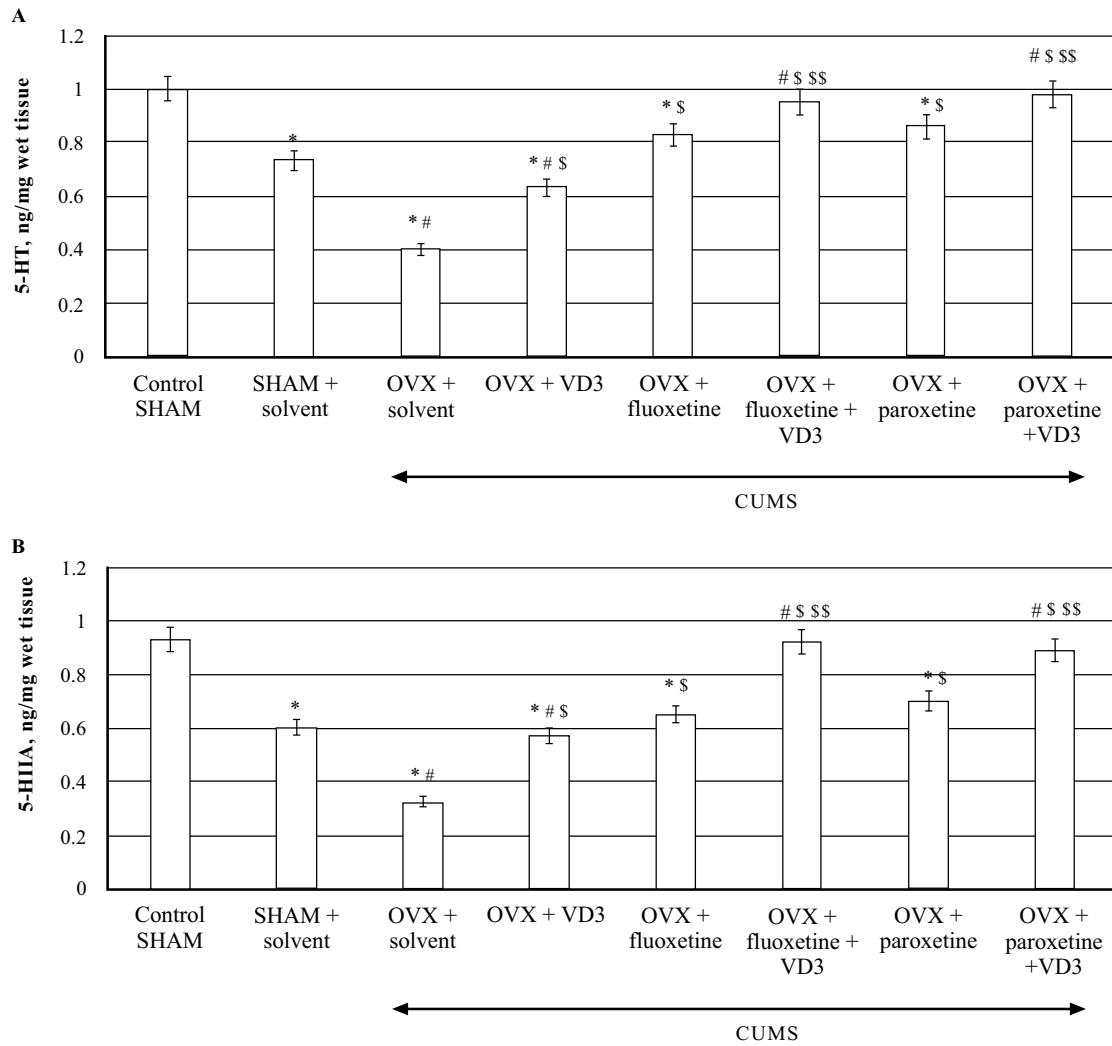 A
5-HT, ng/mg wet tissue
1.2
1
0.8
0.6
0.4
0.2
0
*
* #
* # $
* $
# $ $$
* $
# $ $$
Control
SHAM
SHAM +
solvent
OVX +
solvent
OVX + VD3
OVX +
fluoxetine
OVX +
fluoxetine +
VD3
OVX +
paroxetine
OVX +
paroxetine
+VD3
CUMS
B
5-HIIA, ng/mg wet tissue
1.2
1
0.8
0.6
0.4
0.2
0
*
* #
* # $
* $
# $ $$
* $
# $ $$
Control
SHAM
SHAM +
solvent
OVX +
solvent
OVX + VD3
OVX +
fluoxetine
OVX +
fluoxetine +
VD3
OVX +
paroxetine
OVX +
paroxetine
+VD3
CUMS